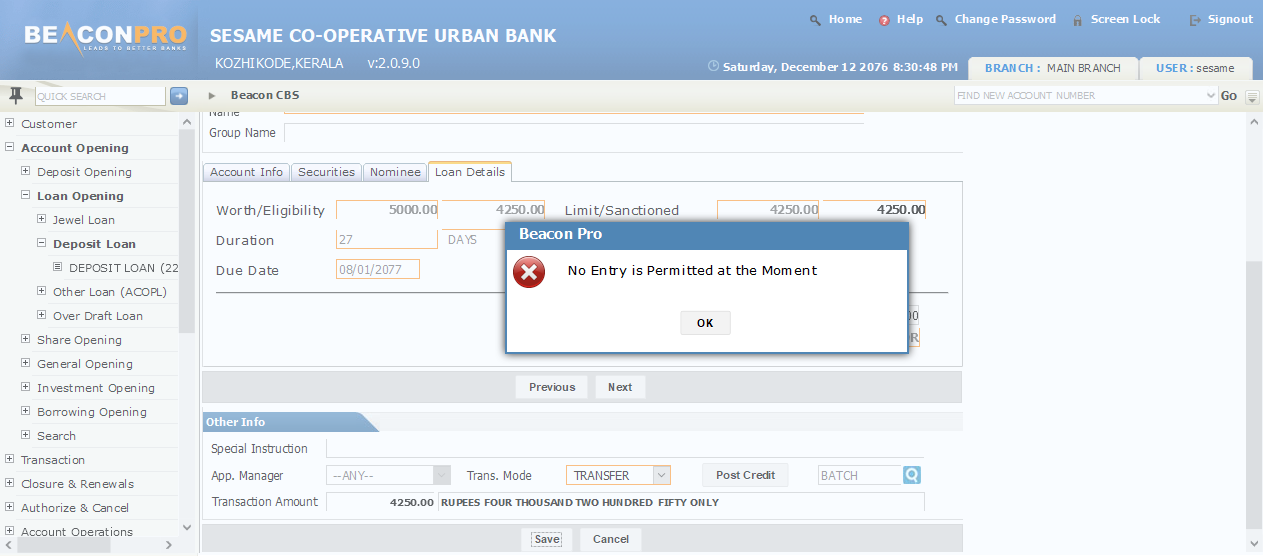 Home Help Change Password Screen Lock Signout
BEACONPRO
LEADS TO BETTER BANKS
SESAME CO-OPERATIVE URBAN BANK
KOZHIKODE,KERALA v:2.0.9.0
Saturday, December 12 2076 8:30:48 PM BRANCH : MAIN BRANCH USER : sesame
QUICK SEARCH Beacon CBS FIND NEW ACCOUNT NUMBER Go
Customer
Account Opening
Deposit Opening
Loan Opening
Jewel Loan
Deposit Loan
DEPOSIT LOAN (22
Other Loan (ACOPL)
Over Draft Loan
Share Opening
General Opening
Investment Opening
Borrowing Opening
Search
Transaction
Closure & Renewals
Authorize & Cancel
Account Operations
Name
Group Name
Account Info Securities Nominee Loan Details
Worth/Eligibility 5000.00 4250.00 Limit/Sanctioned 4250.00 4250.00
Duration 27 DAYS
Due Date 08/01/2077
00
R
Beacon Pro
No Entry is Permitted at the Moment
OK
Previous Next
Other Info
Special Instruction
App. Manager --ANY-- Trans. Mode TRANSFER Post Credit BATCH
Transaction Amount 4250.00 RUPEES FOUR THOUSAND TWO HUNDRED FIFTY ONLY
Save Cancel